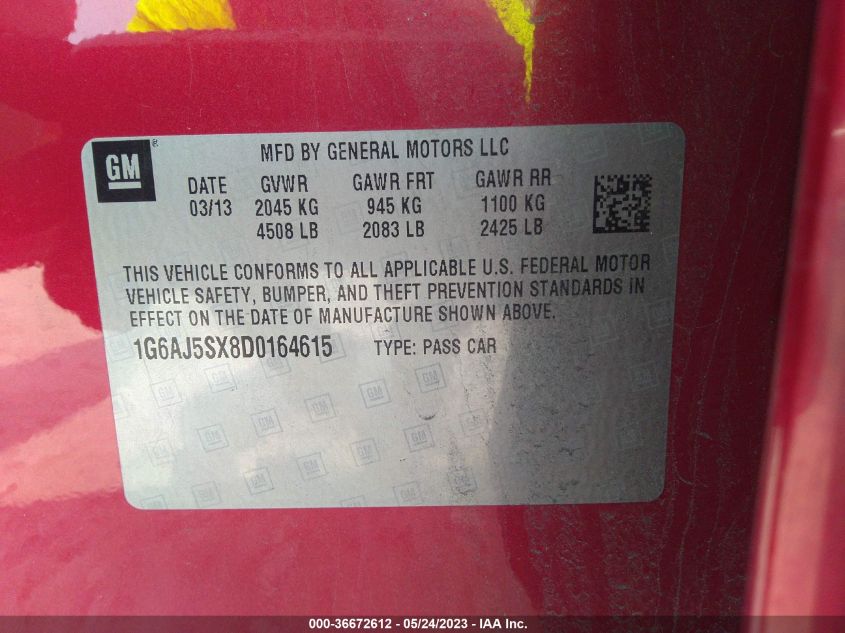 GM®
MFD BY GENERAL MOTORS LLC
DATE GVWR GAWR FRT GAWR RR
03/13 2045 KG 945 KG 1100 KG
4508 LB 2083 LB 2425 LB
THIS VEHICLE CONFORMS TO ALL APPLICABLE U.S. FEDERAL MOTOR
VEHICLE SAFETY, BUMPER, AND THEFT PREVENTION STANDARDS IN
EFFECT ON THE DATE OF MANUFACTURE SHOWN ABOVE.
1G6AJ5SX8D0164615 TYPE: PASS CAR
000-36672612 - 05/24/2023 - IAA Inc.